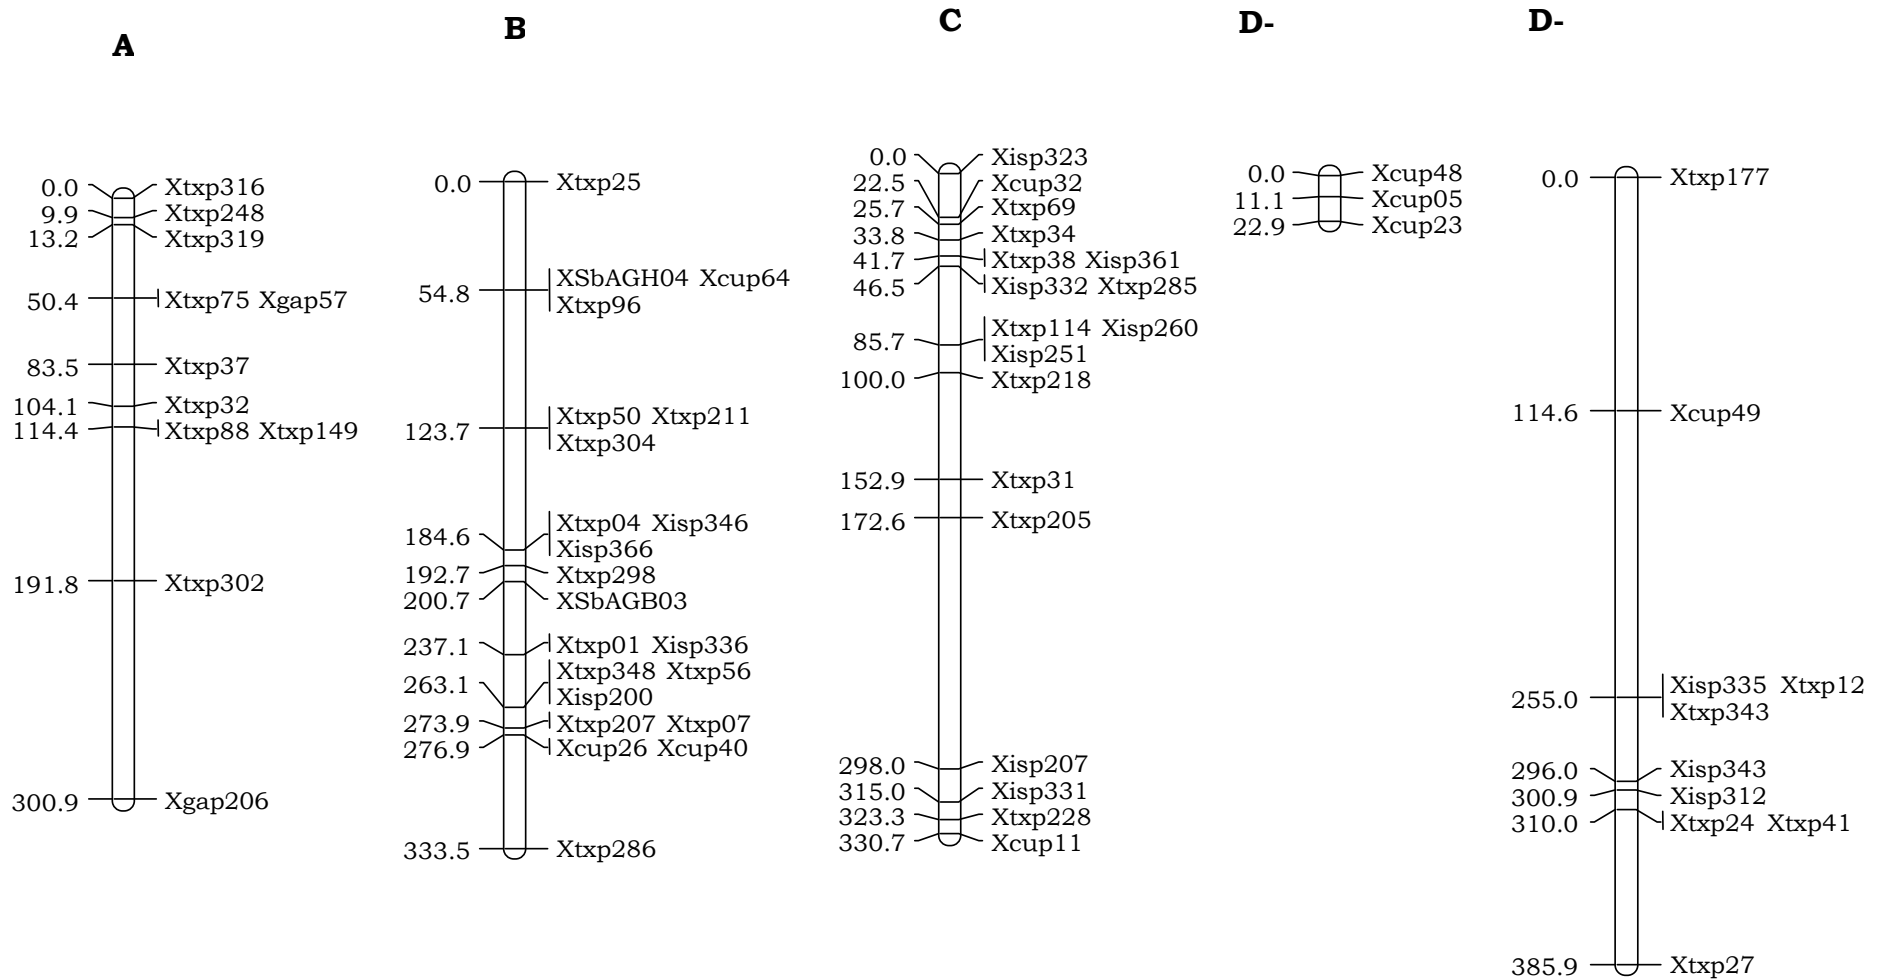 A
0.0 Xtxp316
9.9 Xtxp248
13.2 Xtxp319
50.4 Xtxp75 Xgap57
83.5 Xtxp37
104.1 Xtxp32
114.4 Xtxp88 Xtxp149
191.8 Xtxp302
300.9 Xgap206
B
0.0 Xtxp25
XSbAGH04 Xcup64
54.8
Xtxp96
Xtxp50 Xtxp211
123.7
Xtxp304
Xtxp04 Xisp346
184.6
Xisp366
192.7 Xtxp298
200.7 XSbAGB03
237.1 Xtxp01 Xisp336
Xtxp348 Xtxp56
263.1
Xisp200
273.9 Xtxp207 Xtxp07
276.9 Xcup26 Xcup40
333.5 Xtxp286
C
0.0 Xisp323
22.5 Xcup32
25.7 Xtxp69
33.8 Xtxp34
41.7 Xtxp38 Xisp361
46.5 Xisp332 Xtxp285
Xtxp114 Xisp260
85.7
Xisp251
100.0 Xtxp218
152.9 Xtxp31
172.6 Xtxp205
298.0 Xisp207
315.0 Xisp331
323.3 Xtxp228
330.7 Xcup11
D-
0.0 Xcup48
11.1 Xcup05
22.9 Xcup23
D-
0.0 Xtxp177
114.6 Xcup49
Xisp335 Xtxp12
255.0
Xtxp343
296.0 Xisp343
300.9 Xisp312
310.0 Xtxp24 Xtxp41
385.9 Xtxp27